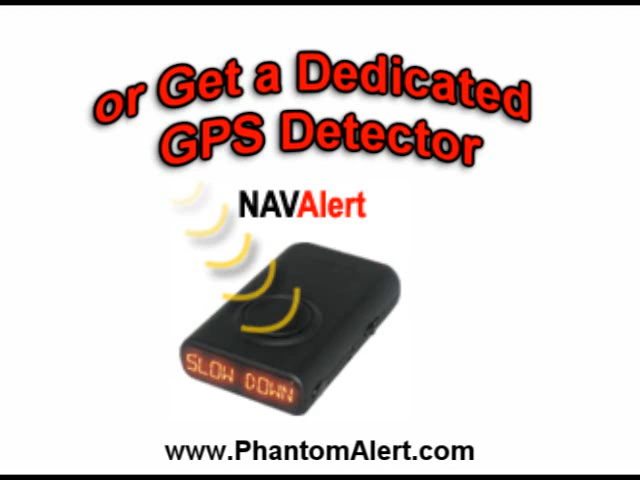 or Get a Dedicated
GPS Detector
NAVAlert
SLOW DOWN
www.PhantomAlert.com